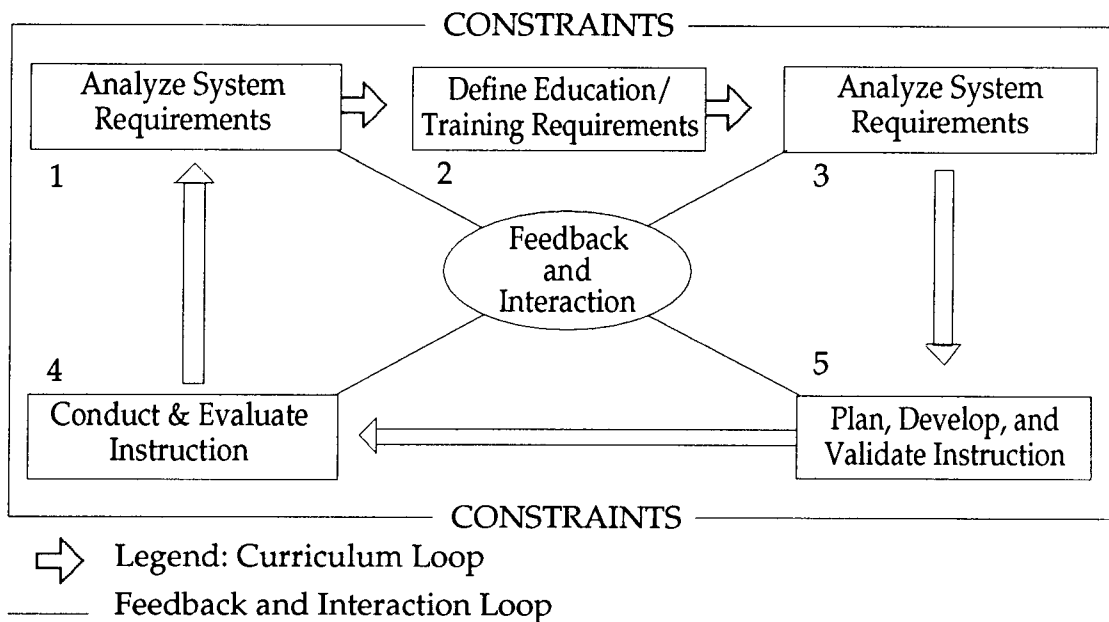 CONSTRAINTS
Analyze System
Requirements
Define Education/
Training Requirements
Analyze System
Requirements
1
2
3
Feedback
and
Interaction
4
5
Conduct & Evaluate
Instruction
Plan, Develop, and
Validate Instruction
CONSTRAINTS
Legend: Curriculum Loop
Feedback and Interaction Loop